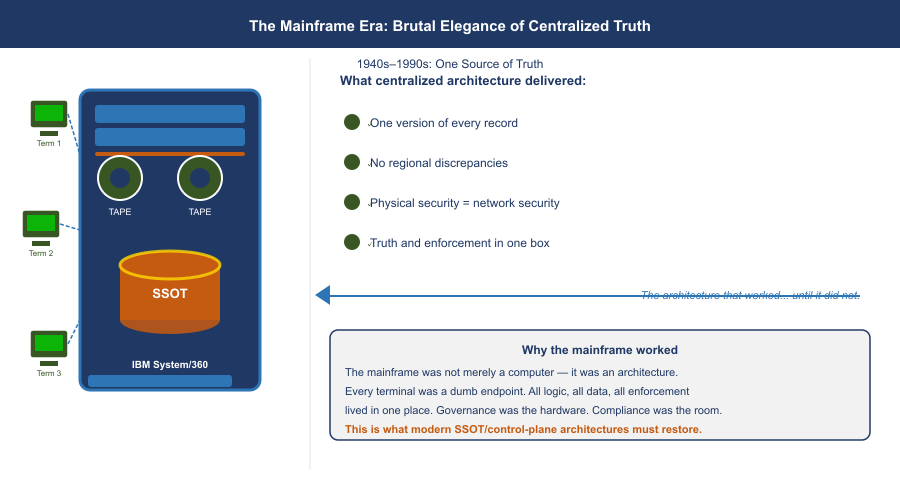 The Mainframe Era: Brutal Elegance of Centralized Truth
1940s–1990s: One Source of Truth
What centralized architecture delivered:
One version of every record
No regional discrepancies
Physical security = network security
Truth and enforcement in one box
The architecture that worked... until it did not.
Term 1
Term 2
Term 3
TAPE
TAPE
SSOT
IBM System/360
Why the mainframe worked
The mainframe was not merely a computer — it was an architecture.
Every terminal was a dumb endpoint. All logic, all data, all enforcement
lived in one place. Governance was the hardware. Compliance was the room.
This is what modern SSOT/control-plane architectures must restore.